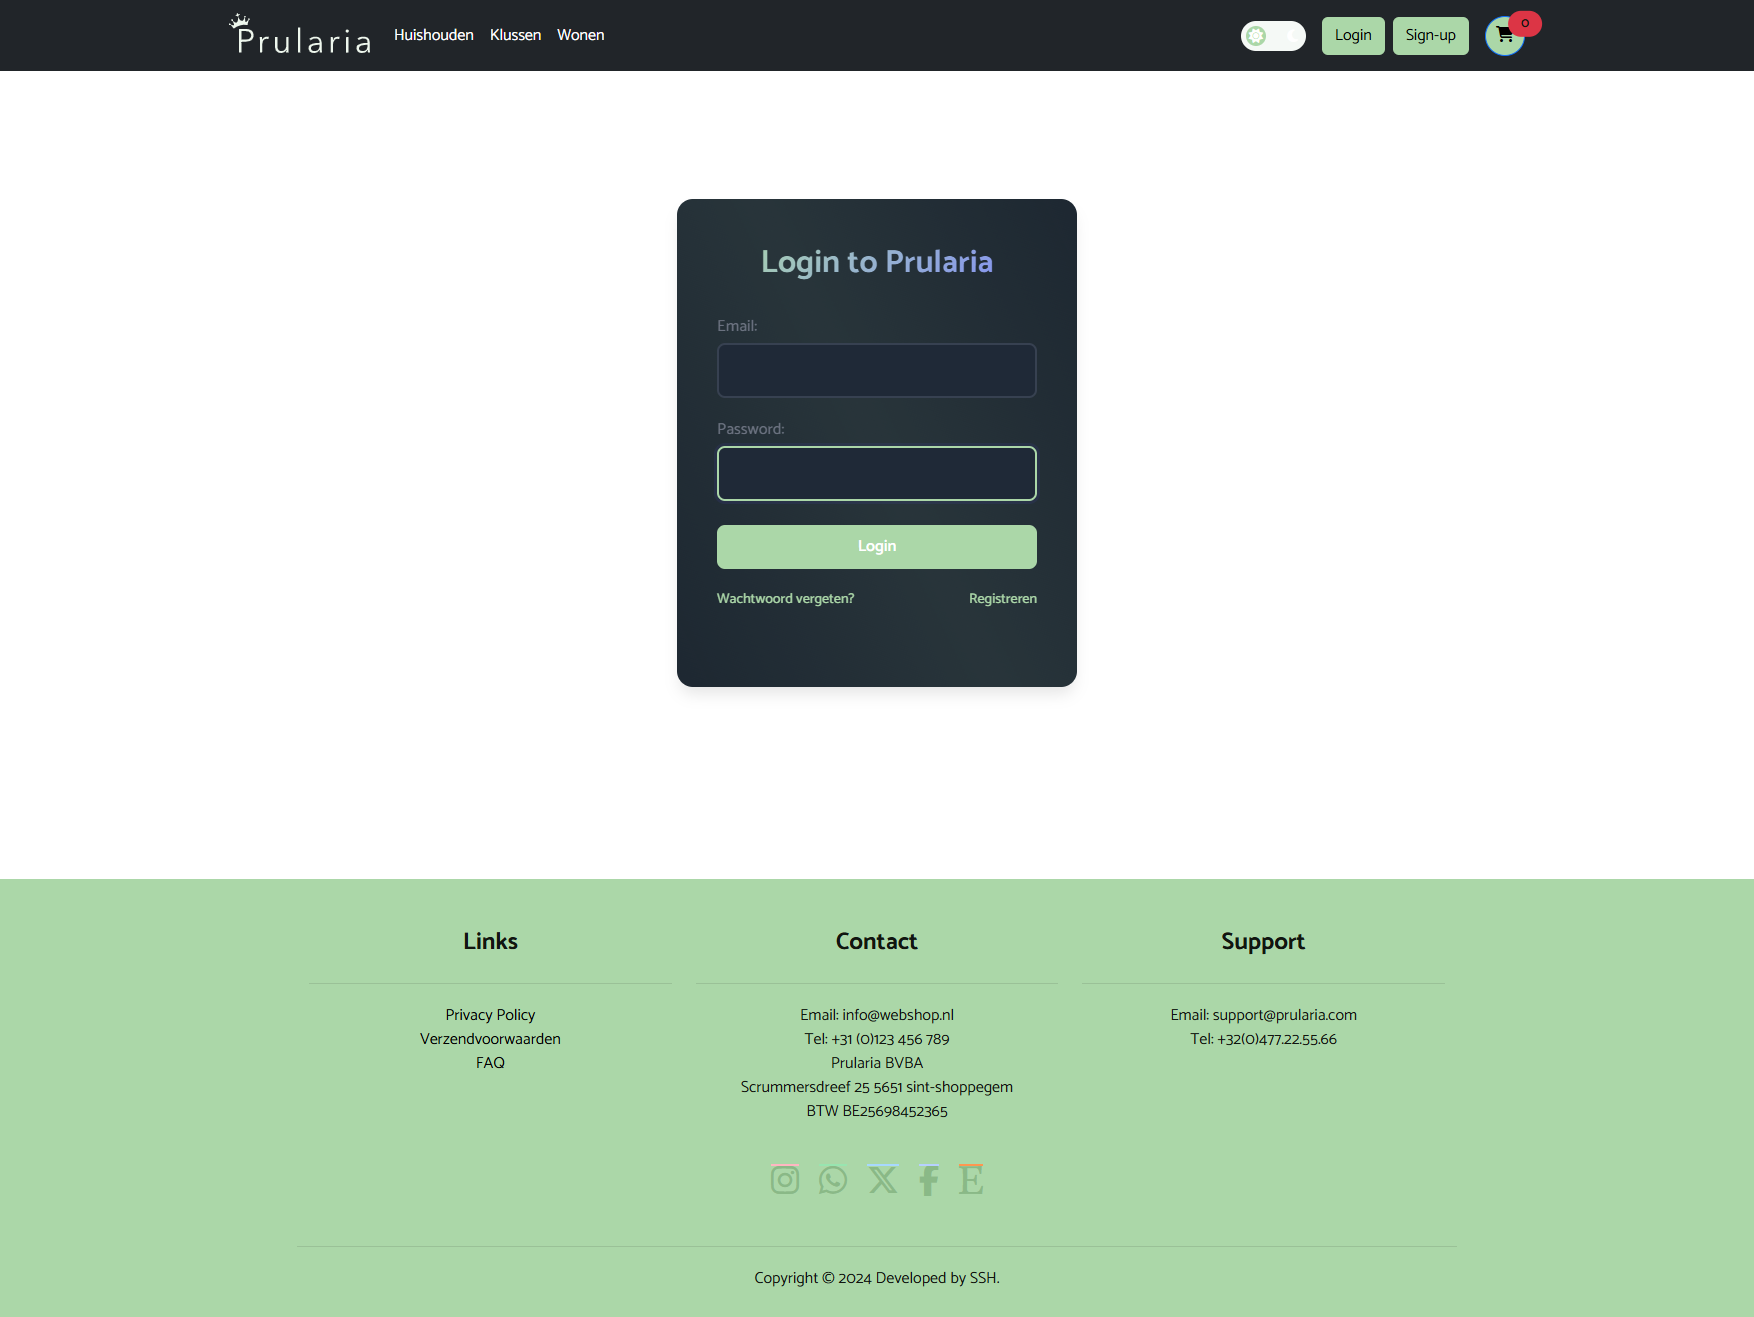 Prularia
Huishouden Klussen Wonen
Login Sign-up 0
Login to Prularia
Email:
Password:
Login
Wachtwoord vergeten? Registreren
Links
Privacy Policy
Verzendvoorwaarden
FAQ
Contact
Email: info@webshop.nl
Tel: +31 (0)123 456 789
Prularia BVBA
Scrummersdreef 25 5651 sint-shoppegem
BTW BE25698452365
Support
Email: support@prularia.com
Tel: +32(0)477.22.55.66
Copyright © 2024 Developed by SSH.